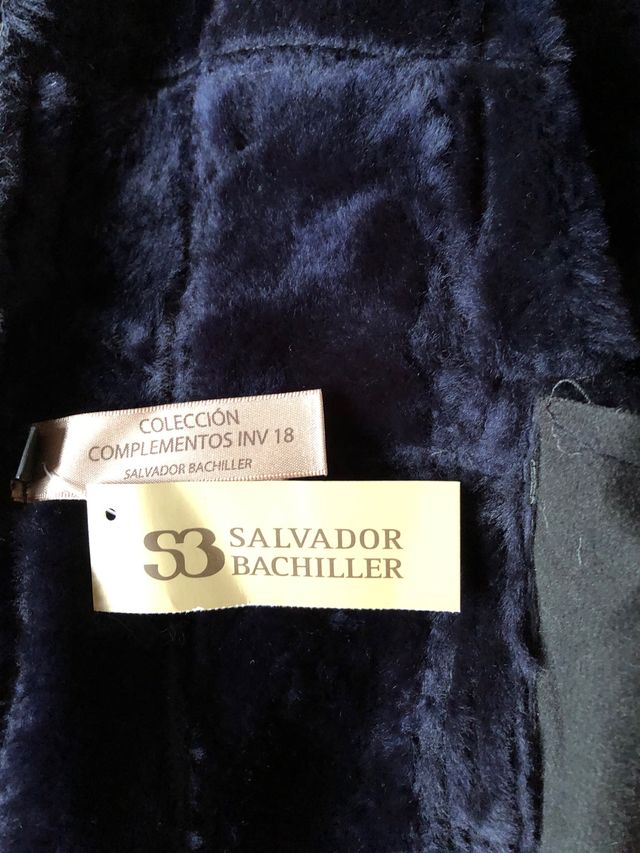 COLECCIÓN
COMPLEMENTOS INV 18
SALVADOR BACHILLER
SB SALVADOR
BACHILLER